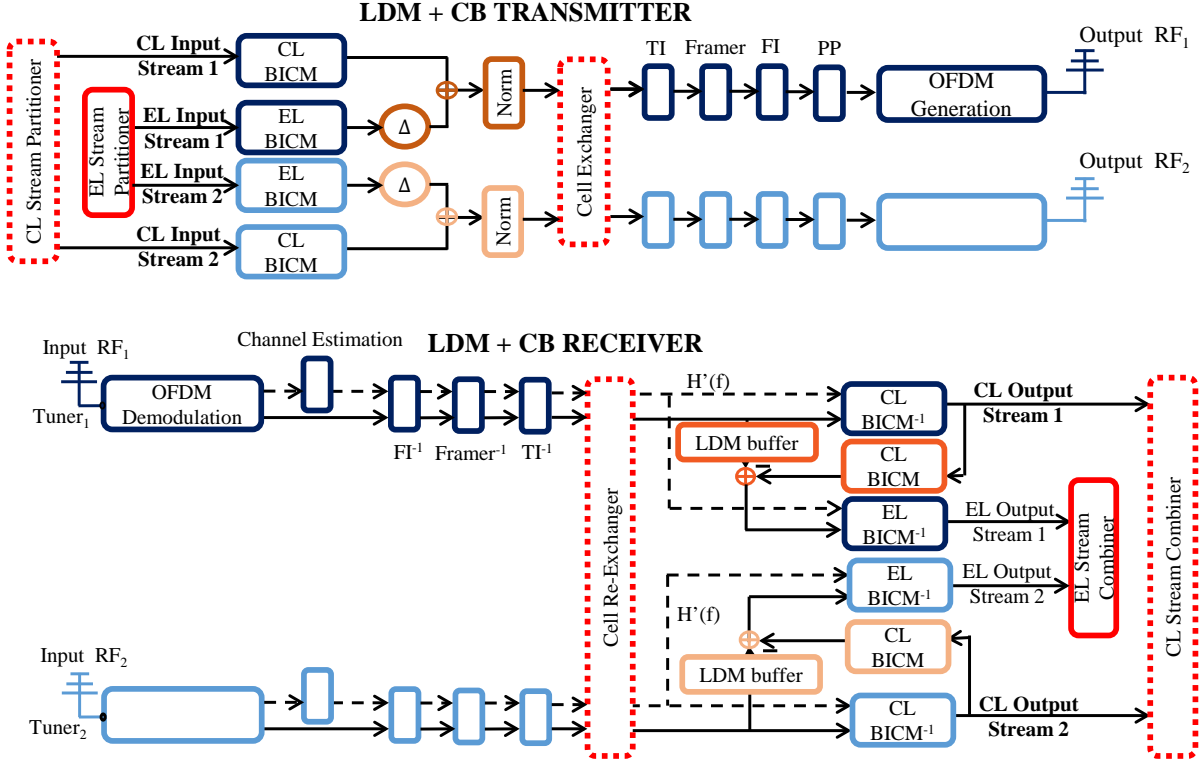 LDM + CB TRANSMITTER
CL Stream Partitioner
EL Stream
Partitioner
CL Input
Stream 1
EL Input
Stream 1
EL Input
Stream 2
CL Input
Stream 2
CL
BICM
EL
BICM
EL
BICM
CL
BICM
Δ
Δ
Norm
Norm
Cell Exchanger
TI
Framer
FI
PP
OFDM
Generation
Output RF₁
Output RF₂
LDM + CB RECEIVER
Input RF₁
Tuner₁
OFDM
Demodulation
Channel Estimation
FI⁻¹
Framer⁻¹
TI⁻¹
Input RF₂
Tuner₂
Cell Re-Exchanger
H'(f)
CL
BICM⁻¹
LDM buffer
CL
BICM
EL
BICM⁻¹
CL Output
Stream 1
EL Output
Stream 1
H'(f)
EL
BICM⁻¹
CL
BICM
LDM buffer
CL
BICM⁻¹
EL Output
Stream 2
CL Output
Stream 2
EL Stream
Combiner
CL Stream Combiner